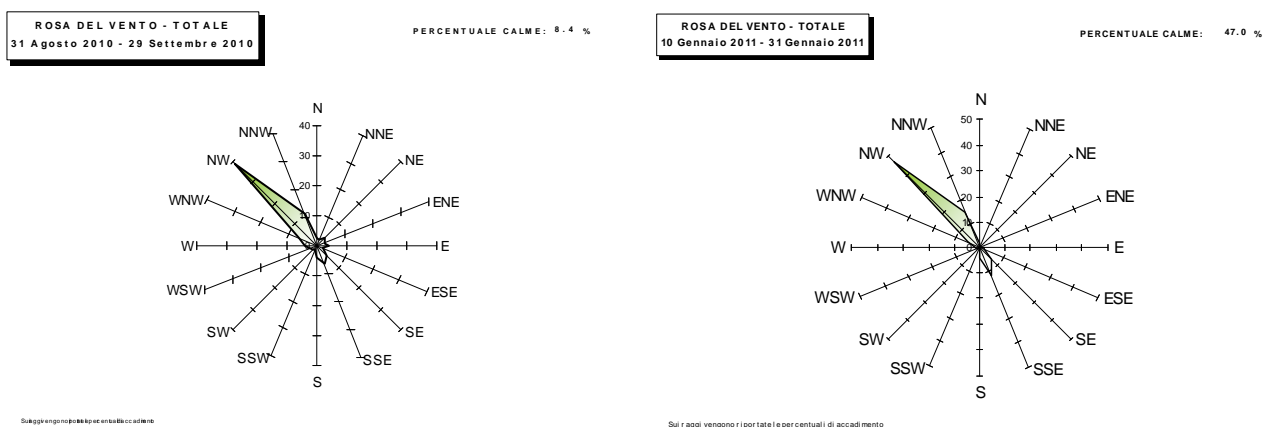 ROSA DEL VENTO - TOTALE
31 Agosto 2010 - 29 Settembre 2010
PERCENTUALE CALME: 8.4 %
N
NNE
NE
ENE
E
ESE
SE
SSE
S
SSW
SW
WSW
W
WNW
NW
NNW
40
30
20
10
ROSA DEL VENTO - TOTALE
10 Gennaio 2011 - 31 Gennaio 2011
PERCENTUALE CALME: 47.0 %
N
NNE
NE
ENE
E
ESE
SE
SSE
S
SSW
SW
WSW
W
WNW
NW
NNW
50
40
30
20
10
0
Sui raggi vengono riportate le percentuali di accadimento